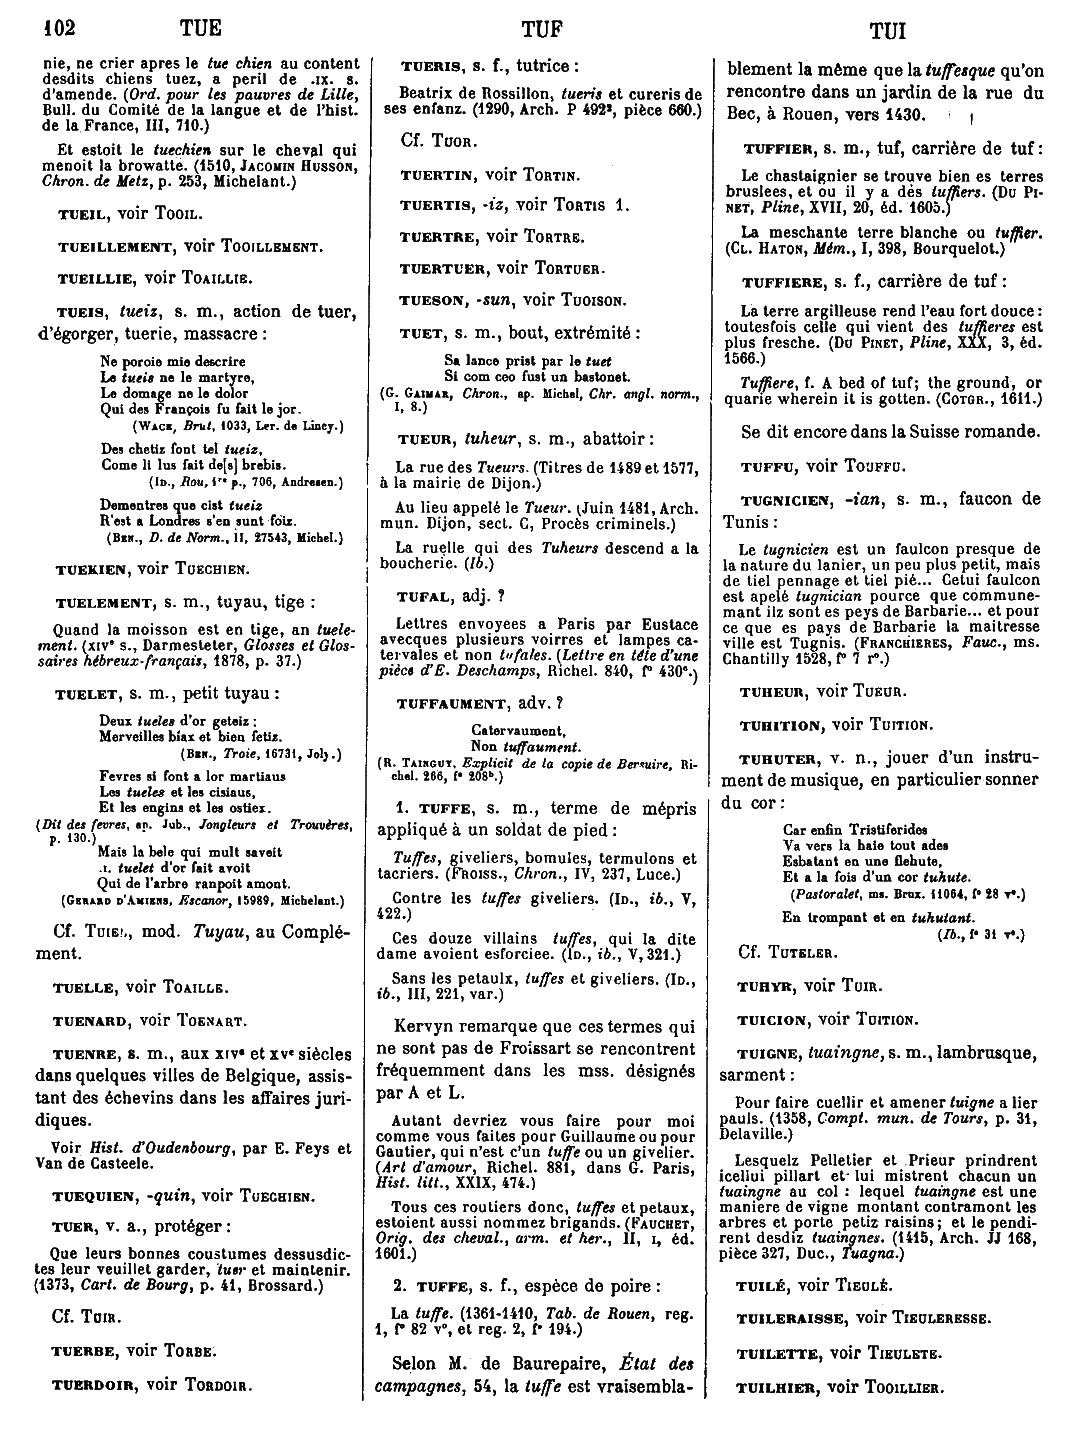 102 TUE TUF TUI
nie, ne crier apres le tue chien au content
desdits chiens tuez, a peril de .IX. s.
d'amende. (Ord. pour les pauvres de Lille,
Bull. du Comité de la langue et de l'hist.
de la France, III, 710.)
Et estoit le tuechien sur le cheval qui
menoit la browatte. (1510, JACOMIN HUSSON,
Chron. de Metz, p. 253, Michelant.)
TUEIL, voir TOOIL.
TUEILLEMENT, voir TOOILLEMENT.
TUEILLIE, voir TOAILLIE.
TUEIS, tueiz, s. m., action de tuer,
d'égorger, tuerie, massacre :
Ne poroie mie descrire
Le tueis ne le martyre,
Le domage ne le dolor
Qui des François fu fait le jor.
(WACE, Brut, 1033, Ler. de Lincy.)
Des chetiz font tel tueiz,
Come li lus fait de[s] brebis.
(ID., Rou, 1re p., 706, Andresen.)
Dementres que cist tueiz
R'est a Londres s'en sunt foiz.
(BEN., D. de Norm., II, 27543, Michel.)
TUEKIEN, voir TUECHIEN.
TUELEMENT, s. m., tuyau, tige :
Quand la moisson est en tige, an tuele-
ment. (XIVe s., Darmesteter, Glosses et Glos-
saires hébreux-français, 1878, p. 37.)
TUELET, s. m., petit tuyau :
Deux tueles d'or geteiz ;
Merveilles biax et bien fetiz.
(BEN., Troie, 16731, Joly.)
Fevres si font a lor martiaus
Les tueles et les cisiaus,
Et les engins et les ostiex.
(Dit des fevres, ap. Jub., Jongleurs et Trouvères,
p. 130.)
Mais la bele qui mult saveit
.I. tuelet d'or fait avoit
Qui de l'arbre ranpoit amont.
(GERARD D'AMIENS, Escanor, 15989, Michelant.)
Cf. TUIEL, mod. Tuyau, au Complé-
ment.
TUELLE, voir TOAILLE.
TUENARD, voir TOENART.
TUENRE, s. m., aux XIVe et XVe siècles
dans quelques villes de Belgique, assis-
tant des échevins dans les affaires juri-
diques.
Voir Hist. d'Oudenbourg, par E. Feys et
Van de Casteele.
TUEQUIEN, -quin, voir TUECHIEN.
TUER, v. a., protéger :
Que leurs bonnes coustumes dessusdic-
tes leur veuillet garder, tuer et maintenir.
(1373, Cart. de Bourg, p. 41, Brossard.)
Cf. TUIR.
TUERBE, voir TORBE.
TUERDOIR, voir TORDOIR.
TUERIS, s. f., tutrice :
Beatrix de Rossillon, tueris et cureris de
ses enfanz. (1290, Arch. P 492², pièce 660.)
Cf. TUOR.
TUERTIN, voir TORTIN.
TUERTIS, -iz, voir TORTIS 1.
TUERTRE, voir TORTRE.
TUERTUER, voir TORTUER.
TUESON, -sun, voir TUOISON.
TUET, s. m., bout, extrémité :
Sa lance prist par le tuet
Si com ceo fust un bastonet.
(G. GAIMAR, Chron., ap. Michel, Chr. angl. norm.,
I, 8.)
TUEUR, tuheur, s. m., abattoir :
La rue des Tueurs. (Titres de 1489 et 1577,
à la mairie de Dijon.)
Au lieu appelé le Tueur. (Juin 1481, Arch.
mun. Dijon, sect. C, Procès criminels.)
La ruelle qui des Tuheurs descend a la
boucherie. (Ib.)
TUFAL, adj. ?
Lettres envoyees a Paris par Eustace
avecques plusieurs voirres et lampes ca-
tervales et non tufales. (Lettre en tête d'une
pièce d'E. Deschamps, Richel. 840, f° 430c.)
TUFFAUMENT, adv. ?
Catervaument,
Non tuffaument.
(R. TAINGUY, Explicit de la copie de Bersuire, Ri-
chel. 266, f° 208b.)
1. TUFFE, s. m., terme de mépris
appliqué à un soldat de pied :
Tuffes, giveliers, bomules, termulons et
tacriers. (FROISS., Chron., IV, 237, Luce.)
Contre les tuffes giveliers. (ID., ib., V,
422.)
Ces douze villains tuffes, qui la dite
dame avoient esforciee. (ID., ib., V, 321.)
Sans les petaulx, tuffes et giveliers. (ID.,
ib., III, 221, var.)
Kervyn remarque que ces termes qui
ne sont pas de Froissart se rencontrent
fréquemment dans les mss. désignés
par A et L.
Autant devriez vous faire pour moi
comme vous faites pour Guillaume ou pour
Gautier, qui n'est c'un tuffe ou un givelier.
(Art d'amour, Richel. 881, dans G. Paris,
Hist. litt., XXIX, 474.)
Tous ces routiers donc, tuffes et petaux,
estoient aussi nommez brigands. (FAUCHET,
Orig. des cheval., arm. et her., II, I, éd.
1601.)
2. TUFFE, s. f., espèce de poire :
La tuffe. (1361-1410, Tab. de Rouen, reg.
1, f° 82 v°, et reg. 2, f° 194.)
Selon M. de Baurepaire, État des
campagnes, 54, la tuffe est vraisembla-
blement la même que la tuffesque qu'on
rencontre dans un jardin de la rue du
Bec, à Rouen, vers 1430.
TUFFIER, s. m., tuf, carrière de tuf :
Le chastaignier se trouve bien es terres
bruslees, et ou il y a des tuffiers. (DU PI-
NET, Pline, XVII, 20, éd. 1605.)
La meschante terre blanche ou tuffier.
(CL. HATON, Mém., I, 398, Bourquelot.)
TUFFIERE, s. f., carrière de tuf :
La terre argilleuse rend l'eau fort douce :
toutesfois celle qui vient des tuffieres est
plus fresche. (DU PINET, Pline, XXX, 3, éd.
1566.)
Tuffiere, f. A bed of tuf; the ground, or
quarie wherein it is gotten. (COTGR., 1611.)
Se dit encore dans la Suisse romande.
TUFFU, voir TOUFFU.
TUGNICIEN, -ian, s. m., faucon de
Tunis :
Le tugnicien est un faulcon presque de
la nature du lanier, un peu plus petit, mais
de tiel pennage et tiel pié... Cetui faulcon
est apelé tugnician pource que commune-
mant ilz sont es peys de Barbarie... et pour
ce que es pays de Barbarie la maitresse
ville est Tugnis. (FRANCHIERES, Fauc., ms.
Chantilly 1528, f° 7 r°.)
TUHEUR, voir TUEUR.
TUHITION, voir TUITION.
TUHUTER, v. n., jouer d'un instru-
ment de musique, en particulier sonner
du cor :
Car enfin Tristiferides
Va vers la haie tout ades
Esbatant en une flehute,
Et a la fois d'un cor tuhute.
(Pastoralet, ms. Brux. 11064, f° 28 v°.)
En trompant et en tuhutant.
(Ib., f° 31 v°.)
Cf. TUTELER.
TUHYR, voir TUIR.
TUICION, voir TUITION.
TUIGNE, tuaingne, s. m., lambrusque,
sarment :
Pour faire cuellir et amener tuigne a lier
pauls. (1358, Compt. mun. de Tours, p. 31,
Delaville.)
Lesquelz Pelletier et Prieur prindrent
icellui pillart et lui mistrent chacun un
tuaingne au col : lequel tuaingne est une
maniere de vigne montant contramont les
arbres et porte petiz raisins ; et le pendi-
rent desdiz tuaingnes. (1415, Arch. JJ 168,
pièce 327, Duc., Tuagna.)
TUILÉ, voir TIEULÉ.
TUILERAISSE, voir TIEULERESSE.
TUILETTE, voir TIEULETE.
TUILHIER, voir TOOILLIER.